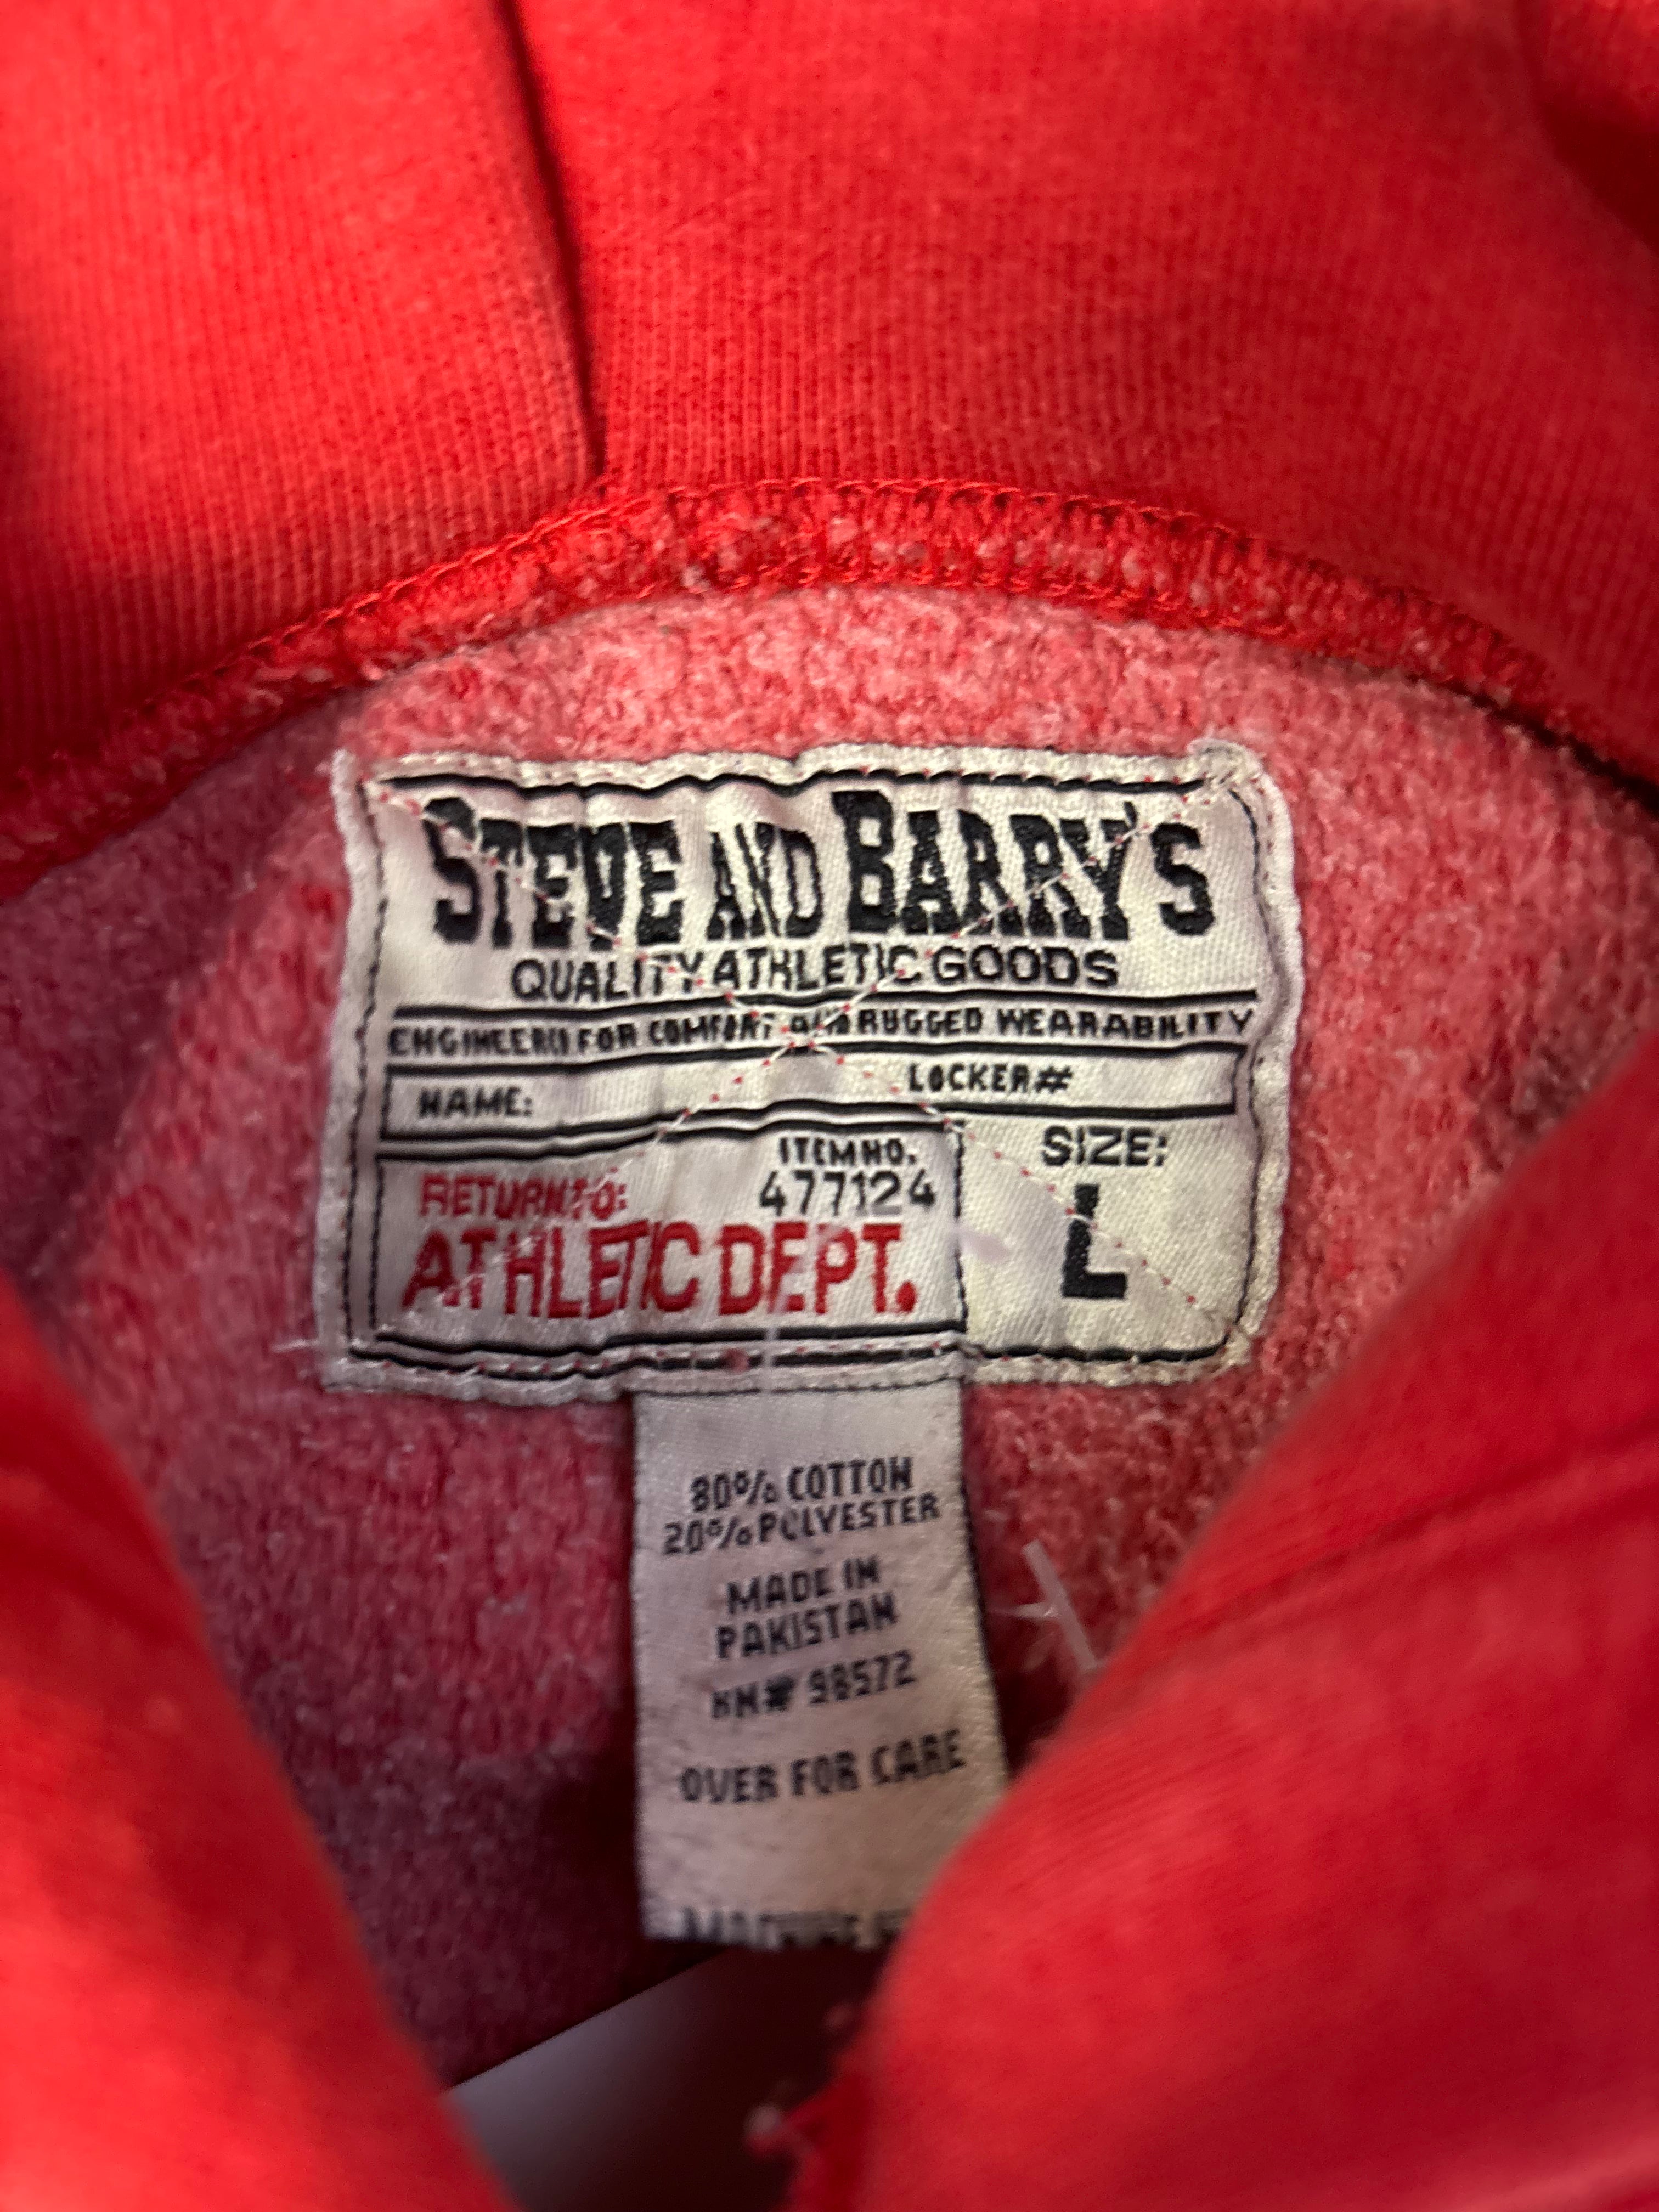 STEVE AND BARRY'S
QUALITY ATHLETIC GOODS
ENGINEERED FOR COMFORT AND RUGGED WEARABILITY
NAME: LOCKER#
ITEM NO.
477124
RETURN TO:
ATHLETIC DEPT.
SIZE:
L
80% COTTON
20% POLYESTER
MADE IN
PAKISTAN
RN# 98572
OVER FOR CARE